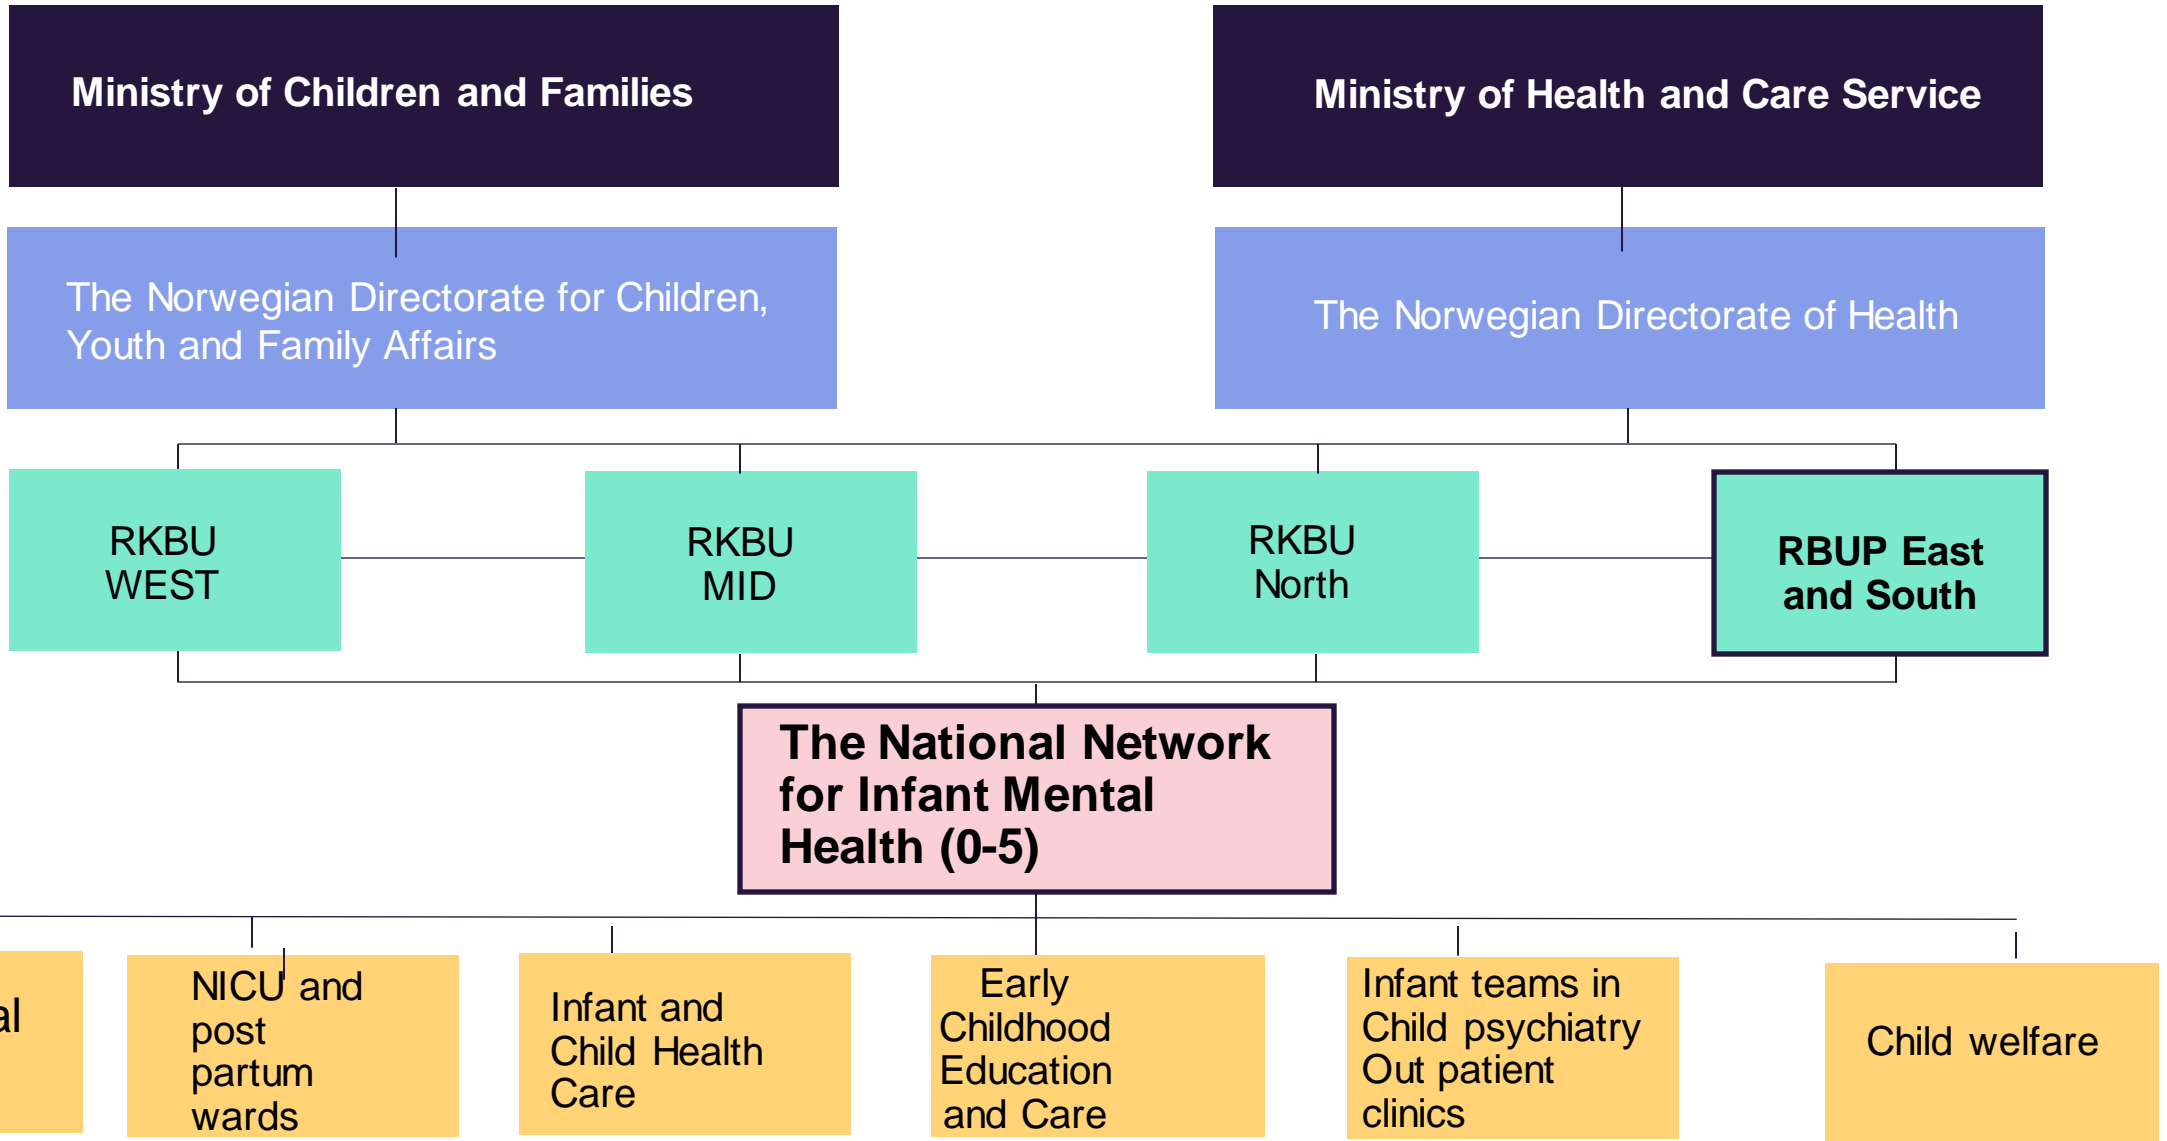 Ministry of Children and Families
Ministry of Health and Care Service
The Norwegian Directorate for Children,
Youth and Family Affairs
The Norwegian Directorate of Health
RKBU
WEST
RKBU
MID
RKBU
North
RBUP East
and South
The National Network
for Infant Mental
Health (0-5)
NICU and
post
partum
wards
Infant and
Child Health
Care
Early
Childhood
Education
and Care
Infant teams in
Child psychiatry
Out patient
clinics
Child welfare